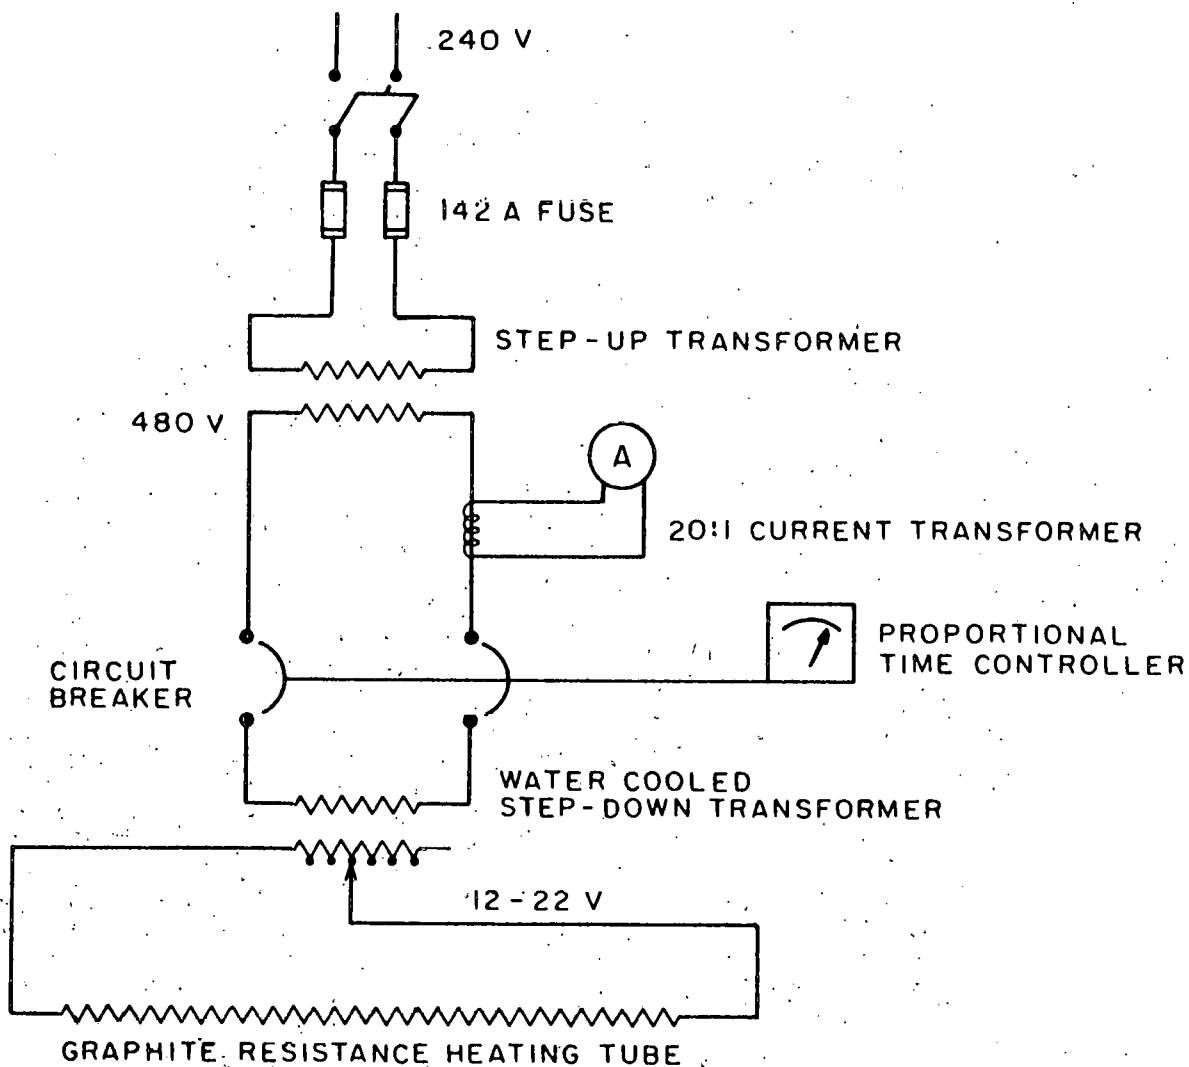 240 V
142 A FUSE
STEP-UP TRANSFORMER
480 V
A
20:1 CURRENT TRANSFORMER
PROPORTIONAL
TIME CONTROLLER
CIRCUIT
BREAKER
WATER COOLED
STEP-DOWN TRANSFORMER
12-22 V
GRAPHITE RESISTANCE HEATING TUBE